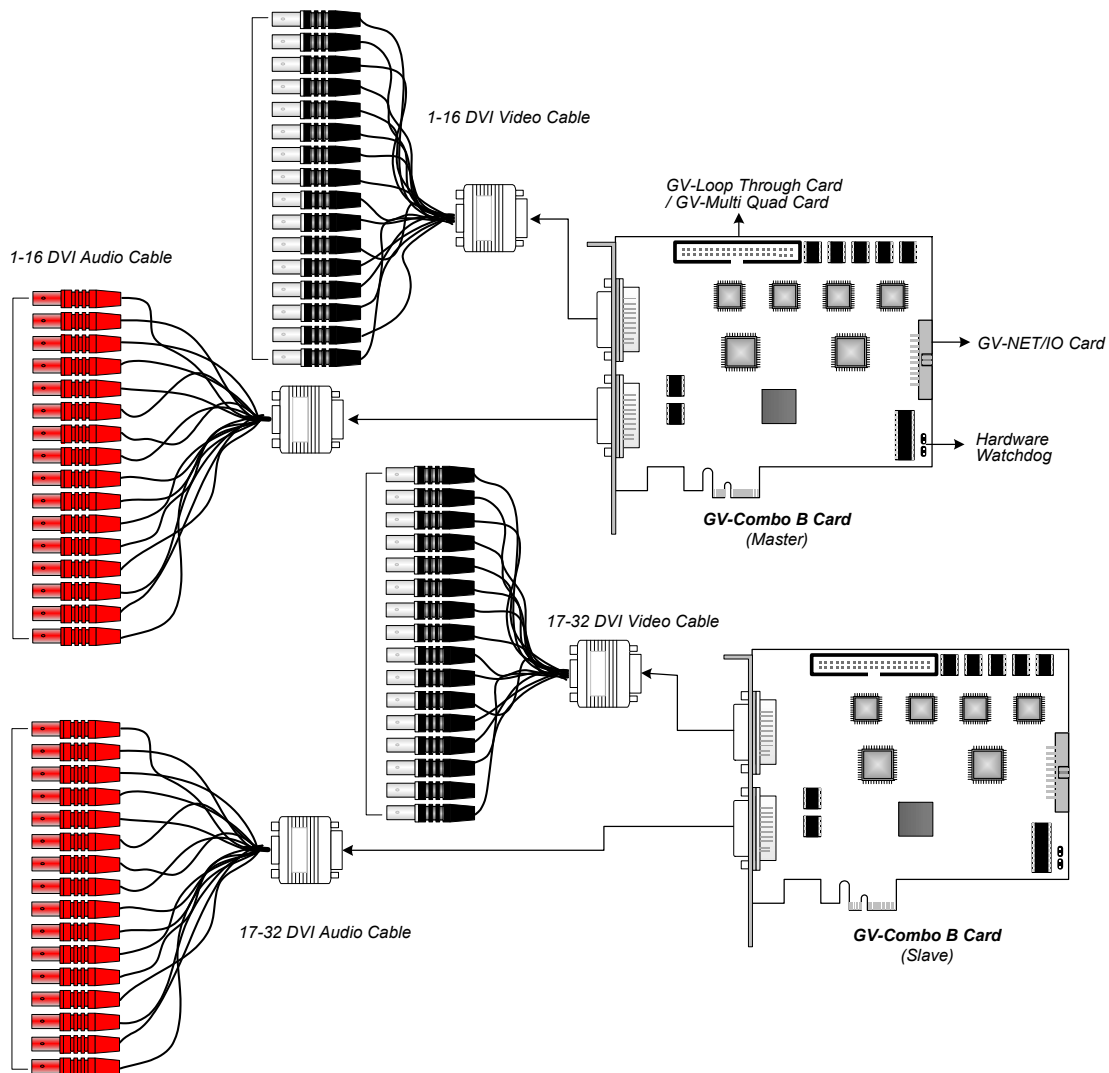 1-16 DVI Video Cable
GV-Loop Through Card
/ GV-Multi Quad Card
1-16 DVI Audio Cable
GV-NET/IO Card
Hardware
Watchdog
GV-Combo B Card
(Master)
17-32 DVI Video Cable
17-32 DVI Audio Cable
GV-Combo B Card
(Slave)